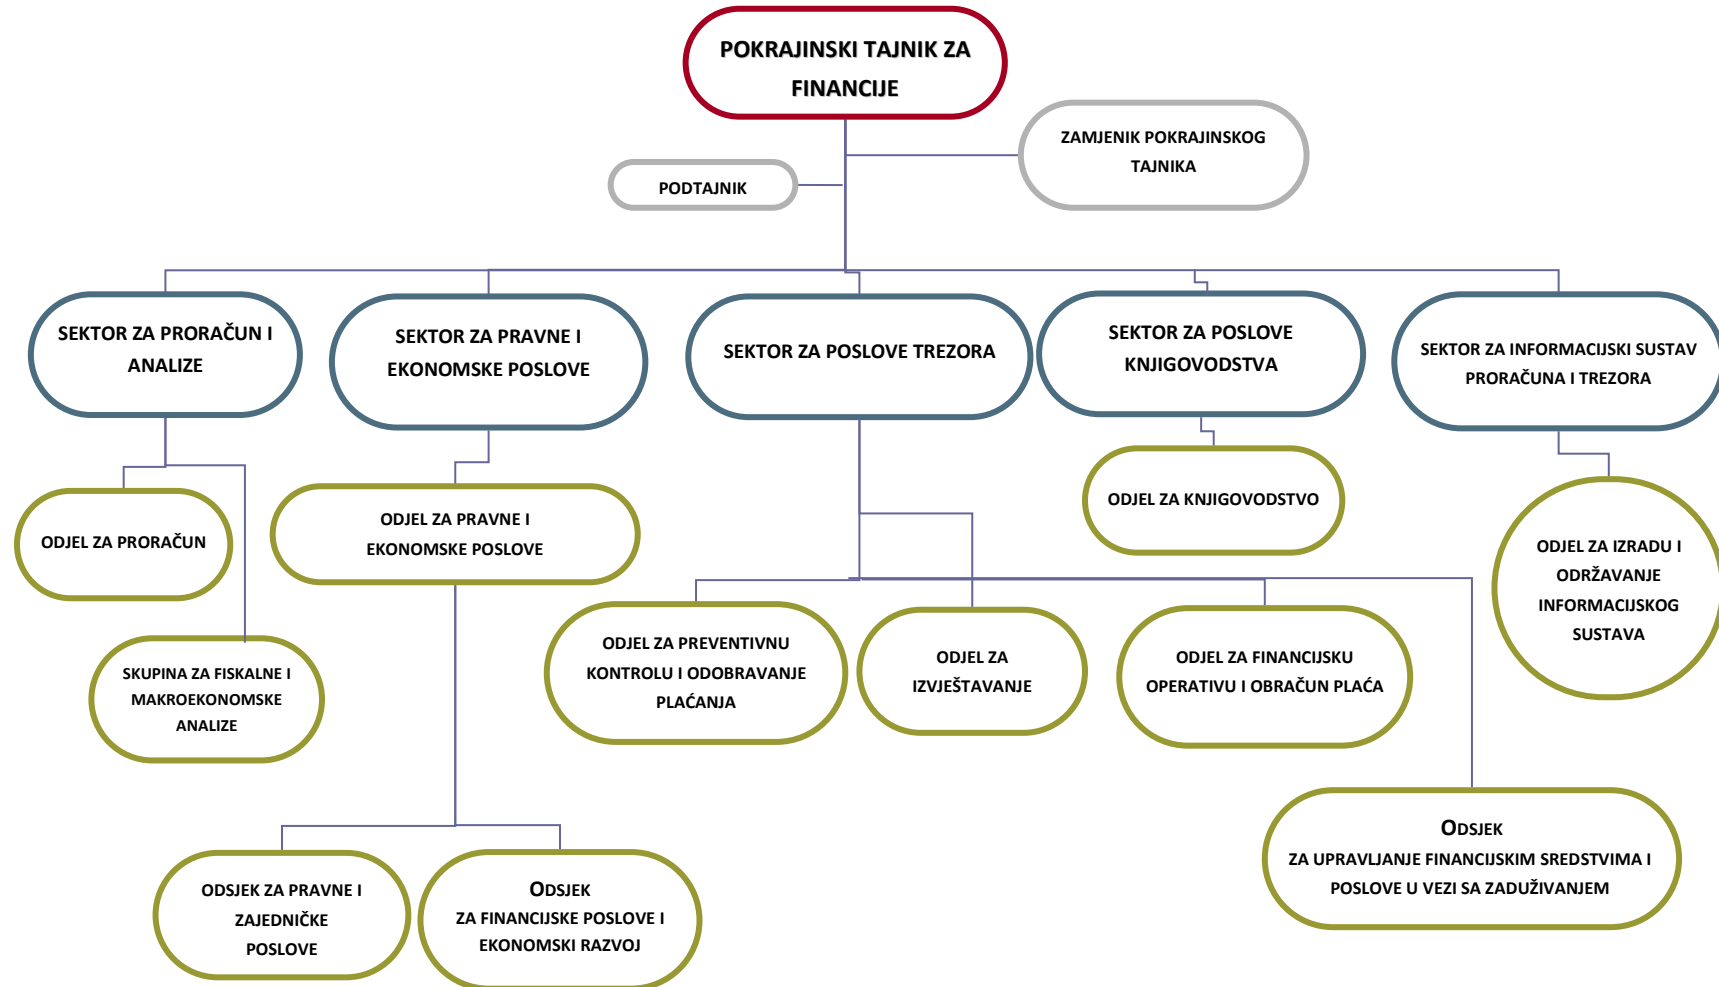 POKRAJINSKI TAJNIK ZA
FINANCIJE
ZAMJENIK POKRAJINSKOG
TAJNIKA
PODTAJNIK
SEKTOR ZA PRORAČUN I
ANALIZE
SEKTOR ZA PRAVNE I
EKONOMSKE POSLOVE
SEKTOR ZA POSLOVE TREZORA
SEKTOR ZA POSLOVE
KNJIGOVODSTVA
SEKTOR ZA INFORMACIJSKI SUSTAV
PRORAČUNA I TREZORA
ODJEL ZA PRORAČUN
SKUPINA ZA FISKALNE I
MAKROEKONOMSKE
ANALIZE
ODJEL ZA PRAVNE I
EKONOMSKE POSLOVE
ODJEL ZA KNJIGOVODSTVO
ODJEL ZA IZRADU I
ODRŽAVANJE
INFORMACIJSKOG
SUSTAVA
ODJEL ZA PREVENTIVNU
KONTROLU I ODOBRAVANJE
PLAĆANJA
ODJEL ZA
IZVJEŠTAVANJE
ODJEL ZA FINANCIJSKU
OPERATIVU I OBRAČUN PLAĆA
ODSJEK ZA PRAVNE I
ZAJEDNIČKE
POSLOVE
ODSJEK
ZA FINANCIJSKE POSLOVE I
EKONOMSKI RAZVOJ
ODSJEK
ZA UPRAVLJANJE FINANCIJSKIM SREDSTVIMA I
POSLOVE U VEZI SA ZADUŽIVANJEM